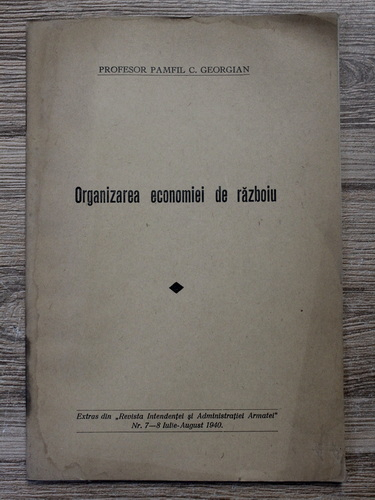 PROFESOR PAMFIL C. GEORGIAN
Organizarea economiei de războiu
Extras din „Revista Intendenței și Administrației Armatei"
Nr. 7—8 Iulie-August 1940.